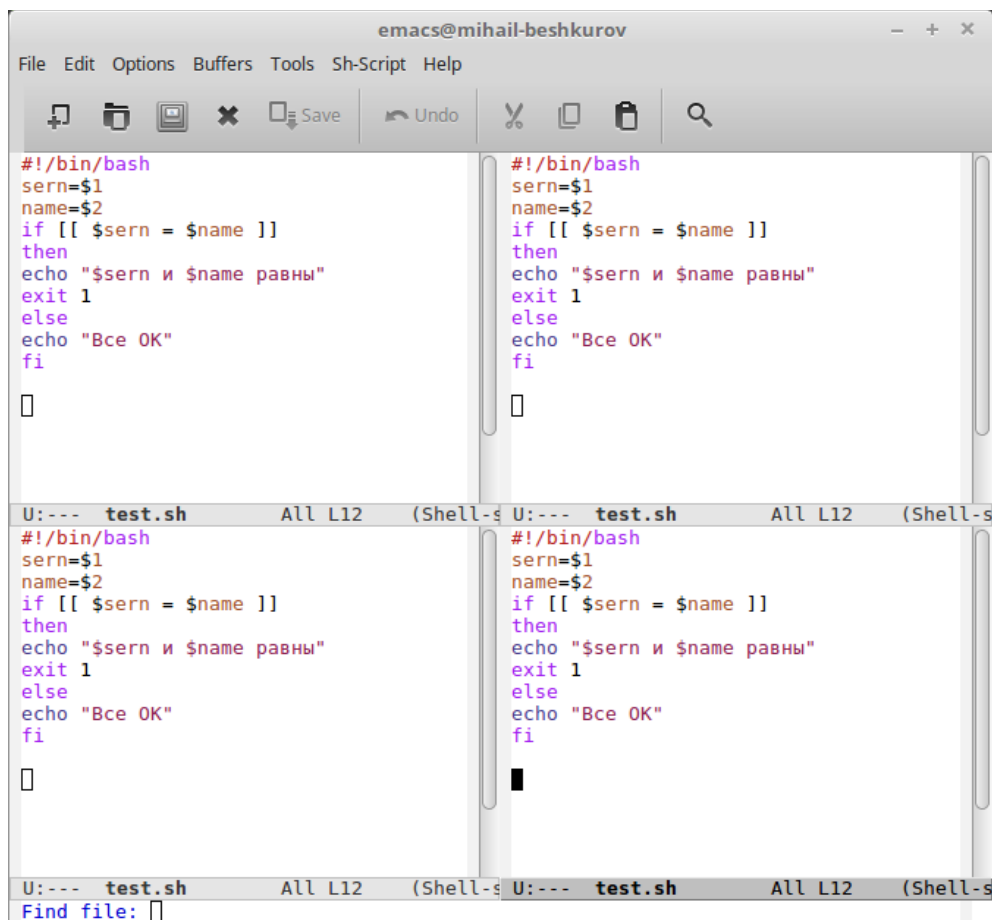 emacs@mihail-beshkurov
File Edit Options Buffers Tools Sh-Script Help
Save Undo
#!/bin/bash
sern=$1
name=$2
if [[ $sern = $name ]]
then
echo "$sern и $name равны"
exit 1
else
echo "Все OK"
fi
U:--- test.sh All L12 (Shell-s
#!/bin/bash
sern=$1
name=$2
if [[ $sern = $name ]]
then
echo "$sern и $name равны"
exit 1
else
echo "Все OK"
fi
U:--- test.sh All L12 (Shell-s
#!/bin/bash
sern=$1
name=$2
if [[ $sern = $name ]]
then
echo "$sern и $name равны"
exit 1
else
echo "Все OK"
fi
U:--- test.sh All L12 (Shell-s
#!/bin/bash
sern=$1
name=$2
if [[ $sern = $name ]]
then
echo "$sern и $name равны"
exit 1
else
echo "Все OK"
fi
U:--- test.sh All L12 (Shell-s
Find file: